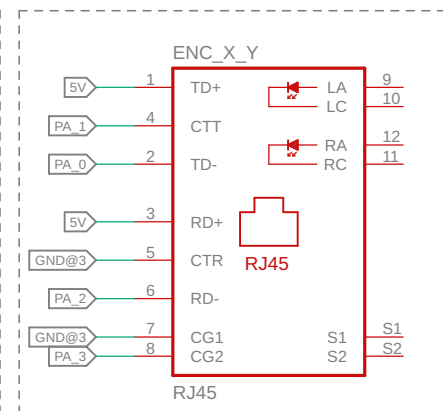 ENC_X_Y
5V 1 TD+ LA 9
LC 10
PA_1 4 CTT
RA 12
PA_0 2 TD- RC 11
5V 3 RD+
GND@3 5 CTR RJ45
PA_2 6 RD-
GND@3 7 CG1 S1 S1
PA_3 8 CG2 S2 S2
RJ45